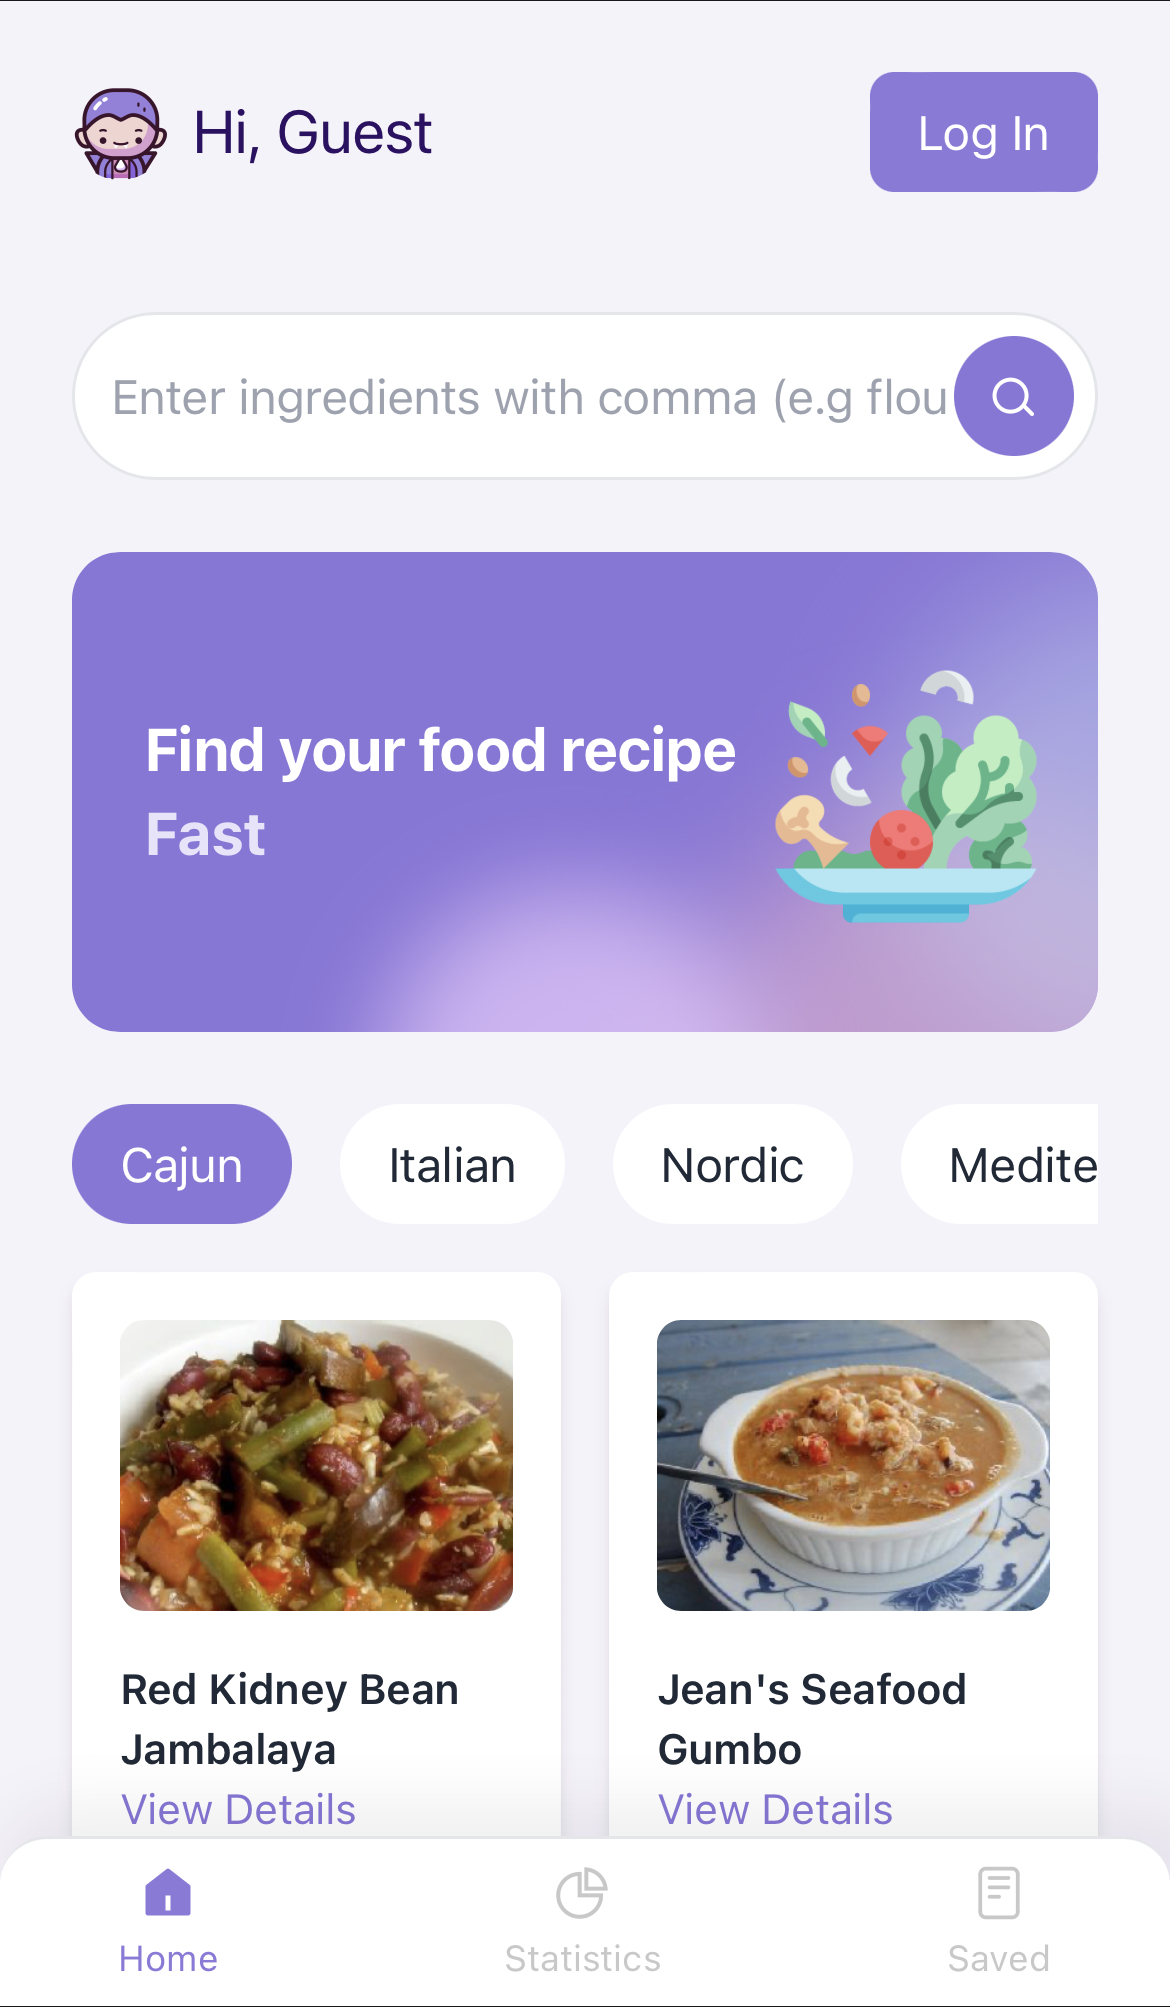 Hi, Guest
Log In
Enter ingredients with comma (e.g flou
Find your food recipe
Fast
Cajun
Italian
Nordic
Medite
Red Kidney Bean
Jambalaya
View Details
Jean's Seafood
Gumbo
View Details
Home
Statistics
Saved